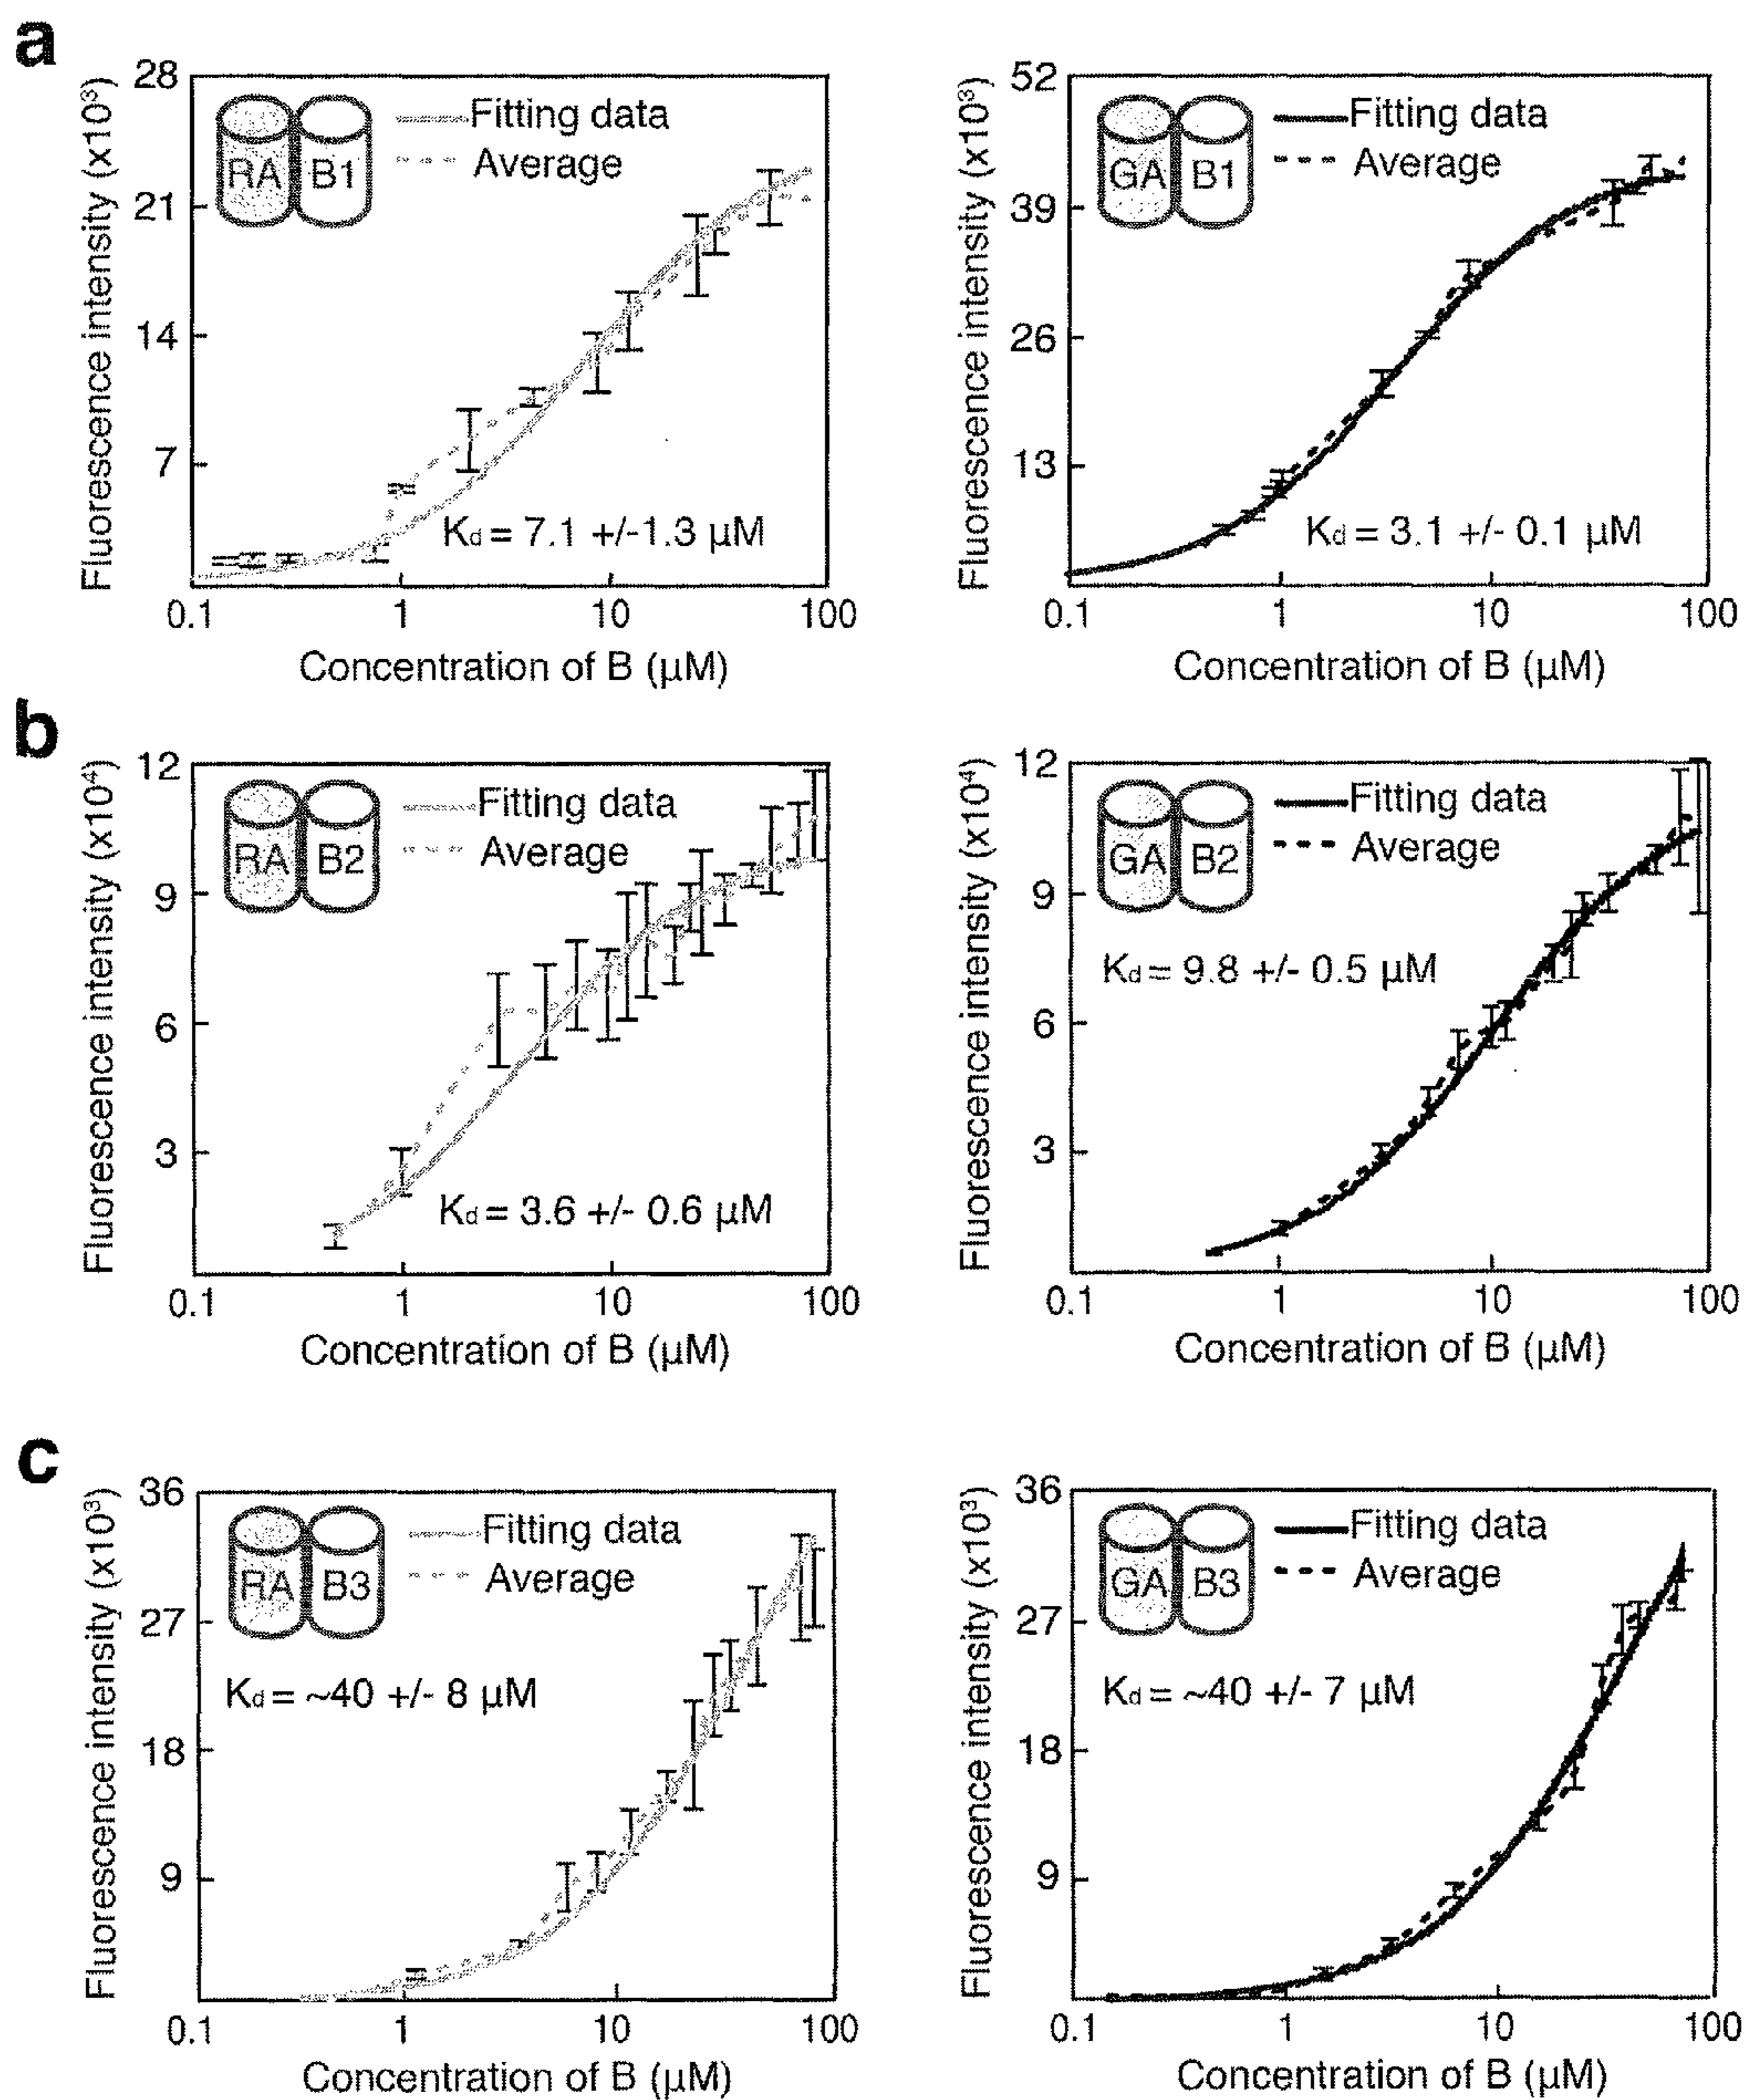 a
Fluorescence intensity (x10³)
28
21
14
7
RA B1
Fitting data
Average
Kd = 7.1 +/-1.3 µM
0.1 1 10 100
Concentration of B (µM)
Fluorescence intensity (x10³)
52
39
26
13
GA B1
Fitting data
Average
Kd = 3.1 +/- 0.1 µM
0.1 1 10 100
Concentration of B (µM)
b
Fluorescence intensity (x10⁴)
12
9
6
3
RA B2
Fitting data
Average
Kd = 3.6 +/- 0.6 µM
0.1 1 10 100
Concentration of B (µM)
Fluorescence intensity (x10⁴)
12
9
6
3
GA B2
Fitting data
Average
Kd = 9.8 +/- 0.5 µM
0.1 1 10 100
Concentration of B (µM)
c
Fluorescence intensity (x10³)
36
27
18
9
RA B3
Fitting data
Average
Kd = ~40 +/- 8 µM
0.1 1 10 100
Concentration of B (µM)
Fluorescence intensity (x10³)
36
27
18
9
GA B3
Fitting data
Average
Kd = ~40 +/- 7 µM
0.1 1 10 100
Concentration of B (µM)